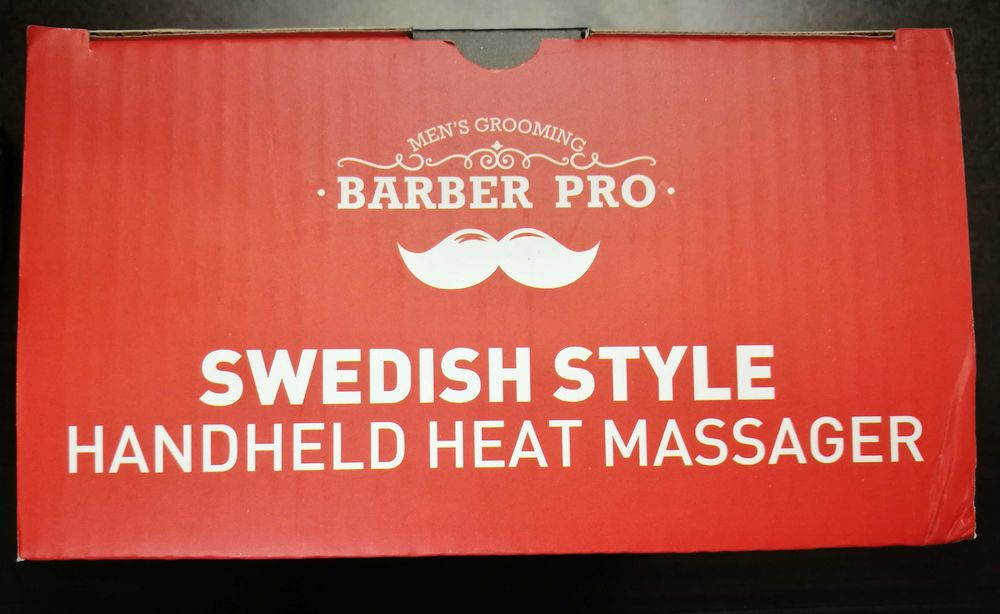 MEN'S GROOMING
· BARBER PRO ·
SWEDISH STYLE
HANDHELD HEAT MASSAGER